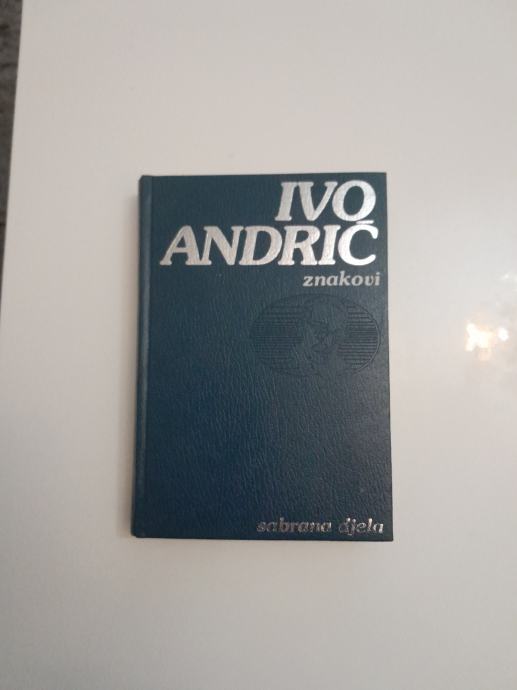 IVO
ANDRIĆ
znakovi
sabrana djela